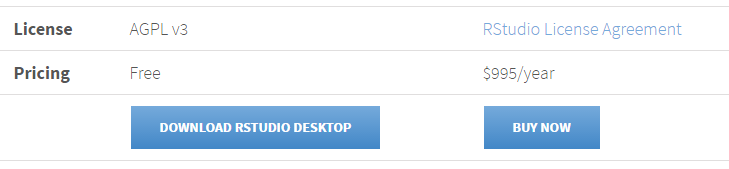 License AGPL v3 RStudio License Agreement
Pricing Free $995/year
DOWNLOAD RSTUDIO DESKTOP BUY NOW